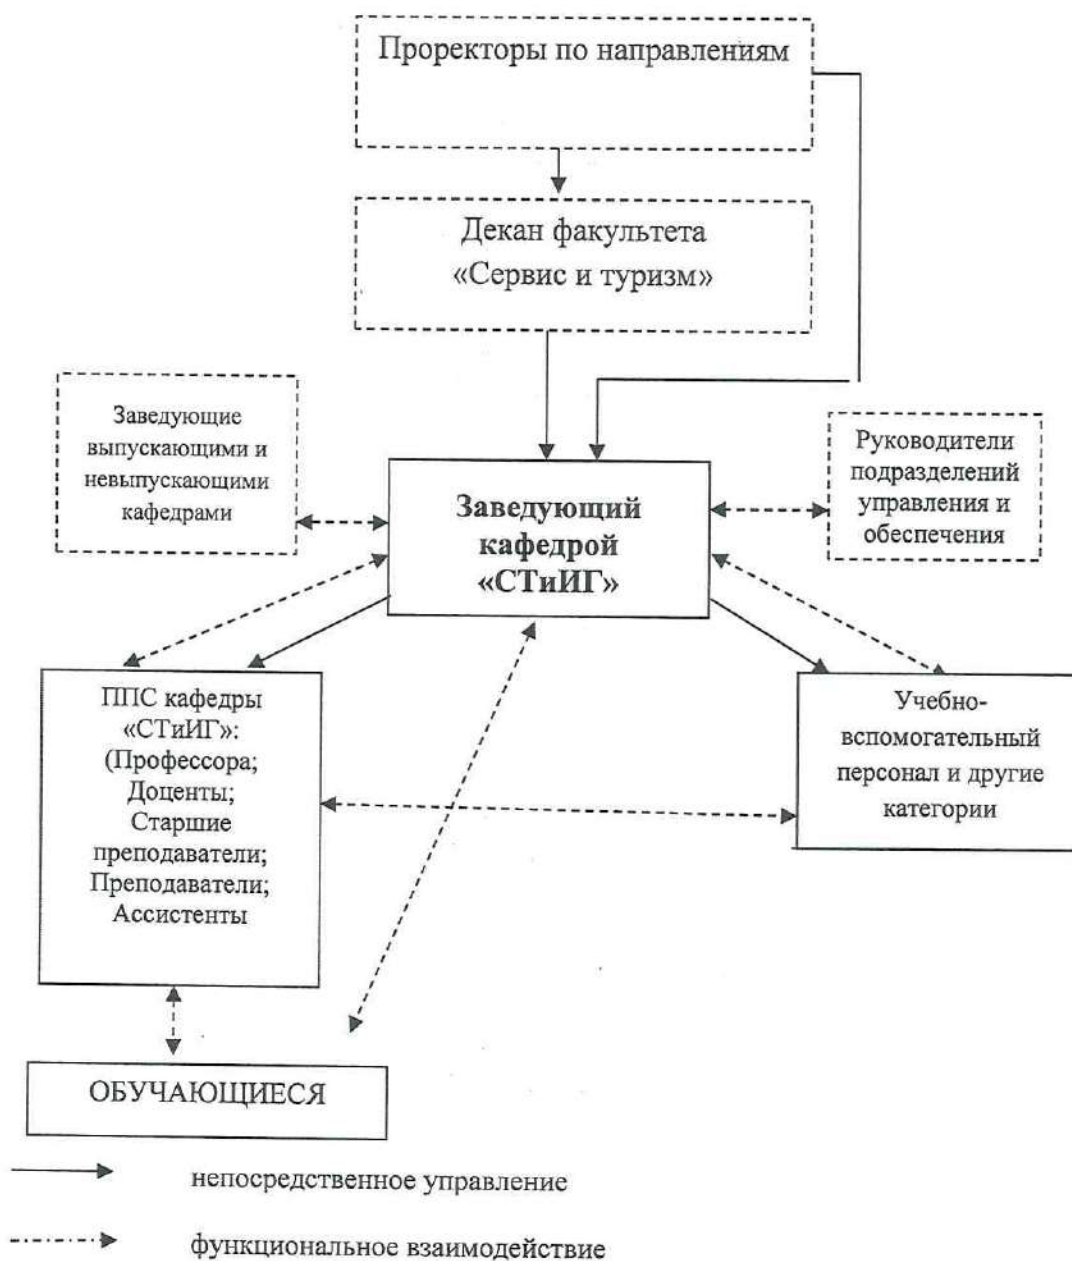 Проректоры по направлениям
Декан факультета
«Сервис и туризм»
Заведующие
выпускающими и
невыпускающими
кафедрами
Руководители
подразделений
управления и
обеспечения
Заведующий
кафедрой
«СТиИГ»
ППС кафедры
«СТиИГ»:
(Профессора;
Доценты;
Старшие
преподаватели;
Преподаватели;
Ассистенты
Учебно-
вспомогательный
персонал и другие
категории
ОБУЧАЮЩИЕСЯ
непосредственное управление
функциональное взаимодействие